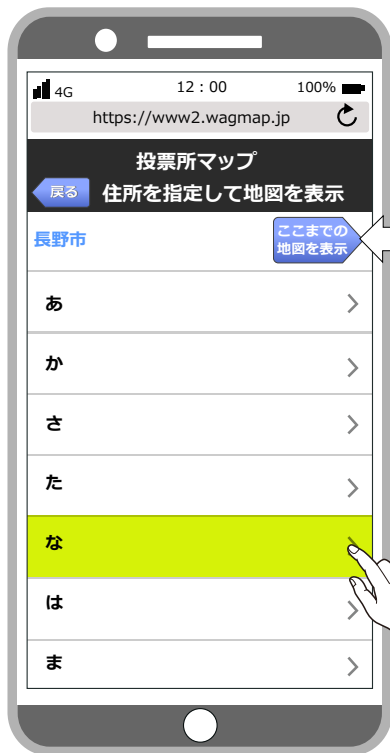 4G 12：00 100%
https://www2.wagmap.jp
投票所マップ
戻る 住所を指定して地図を表示
長野市
ここまでの
地図を表示
あ
か
さ
た
な
は
ま